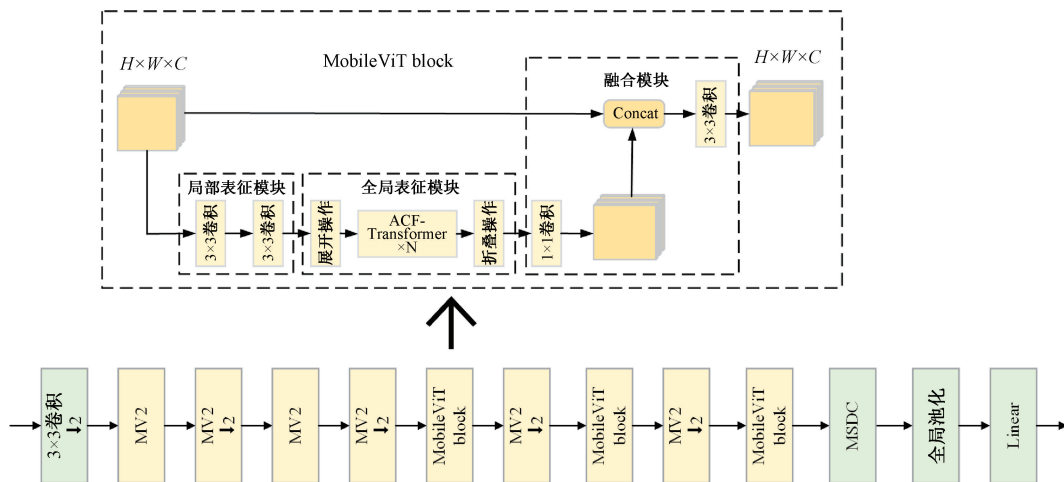 MobileViT block
H×W×C
融合模块
H×W×C
Concat
3×3卷积
局部表征模块
全局表征模块
3×3卷积
3×3卷积
展开操作
ACF-
Transformer
×N
折叠操作
1×1卷积
3×3卷积
↓2
MV2
MV2
↓2
MV2
MV2
↓2
MobileViT
block
MV2
↓2
MobileViT
block
MV2
↓2
MobileViT
block
MSDC
全局池化
Linear